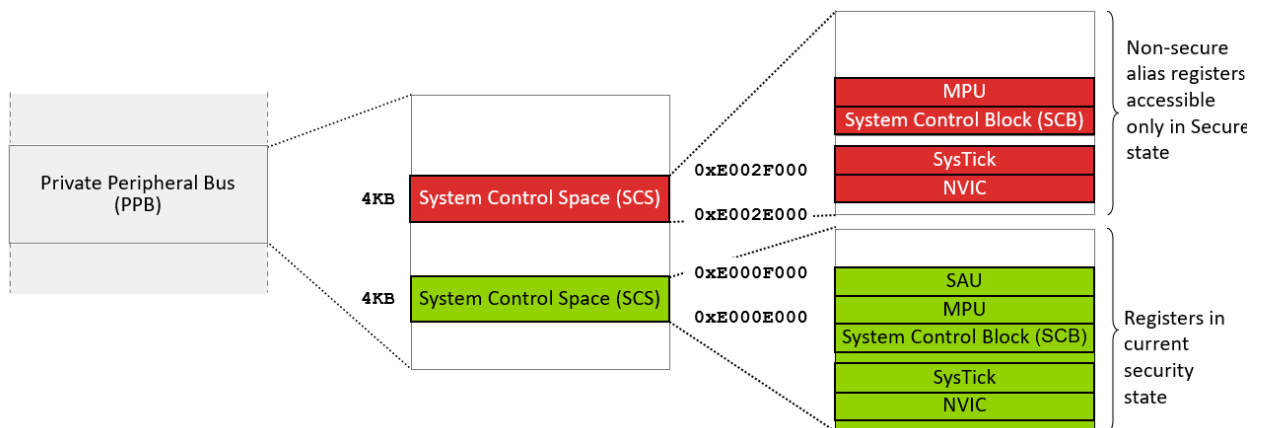 Private Peripheral Bus
(PPB)
4KB
System Control Space (SCS)
4KB
System Control Space (SCS)
0xE002F000
0xE002E000
0xE000F000
0xE000E000
MPU
System Control Block (SCB)
SysTick
NVIC
Non-secure
alias registers
accessible
only in Secure
state
SAU
MPU
System Control Block (SCB)
SysTick
NVIC
Registers in
current
security
state